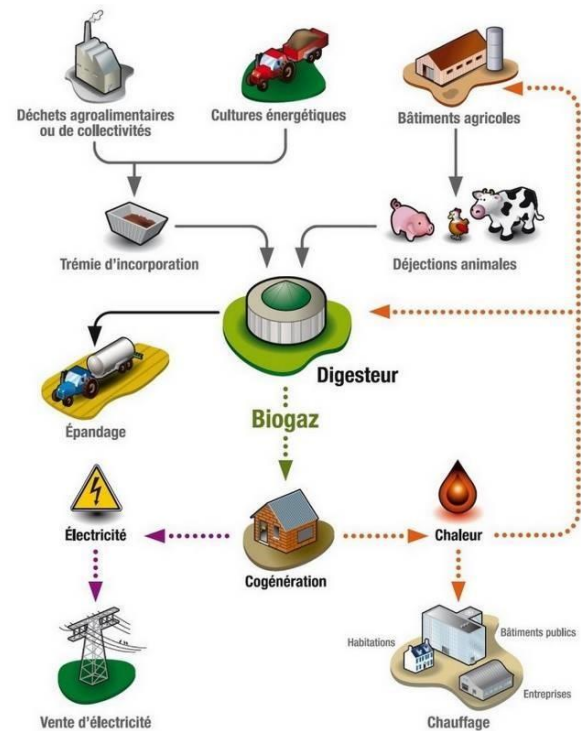 Déchets agroalimentaires
ou de collectivités
Cultures énergétiques
Bâtiments agricoles
Trémie d'incorporation
Déjections animales
Digesteur
Biogaz
Épandage
Électricité
Cogénération
Chaleur
Habitations
Bâtiments publics
Entreprises
Vente d'électricité
Chauffage